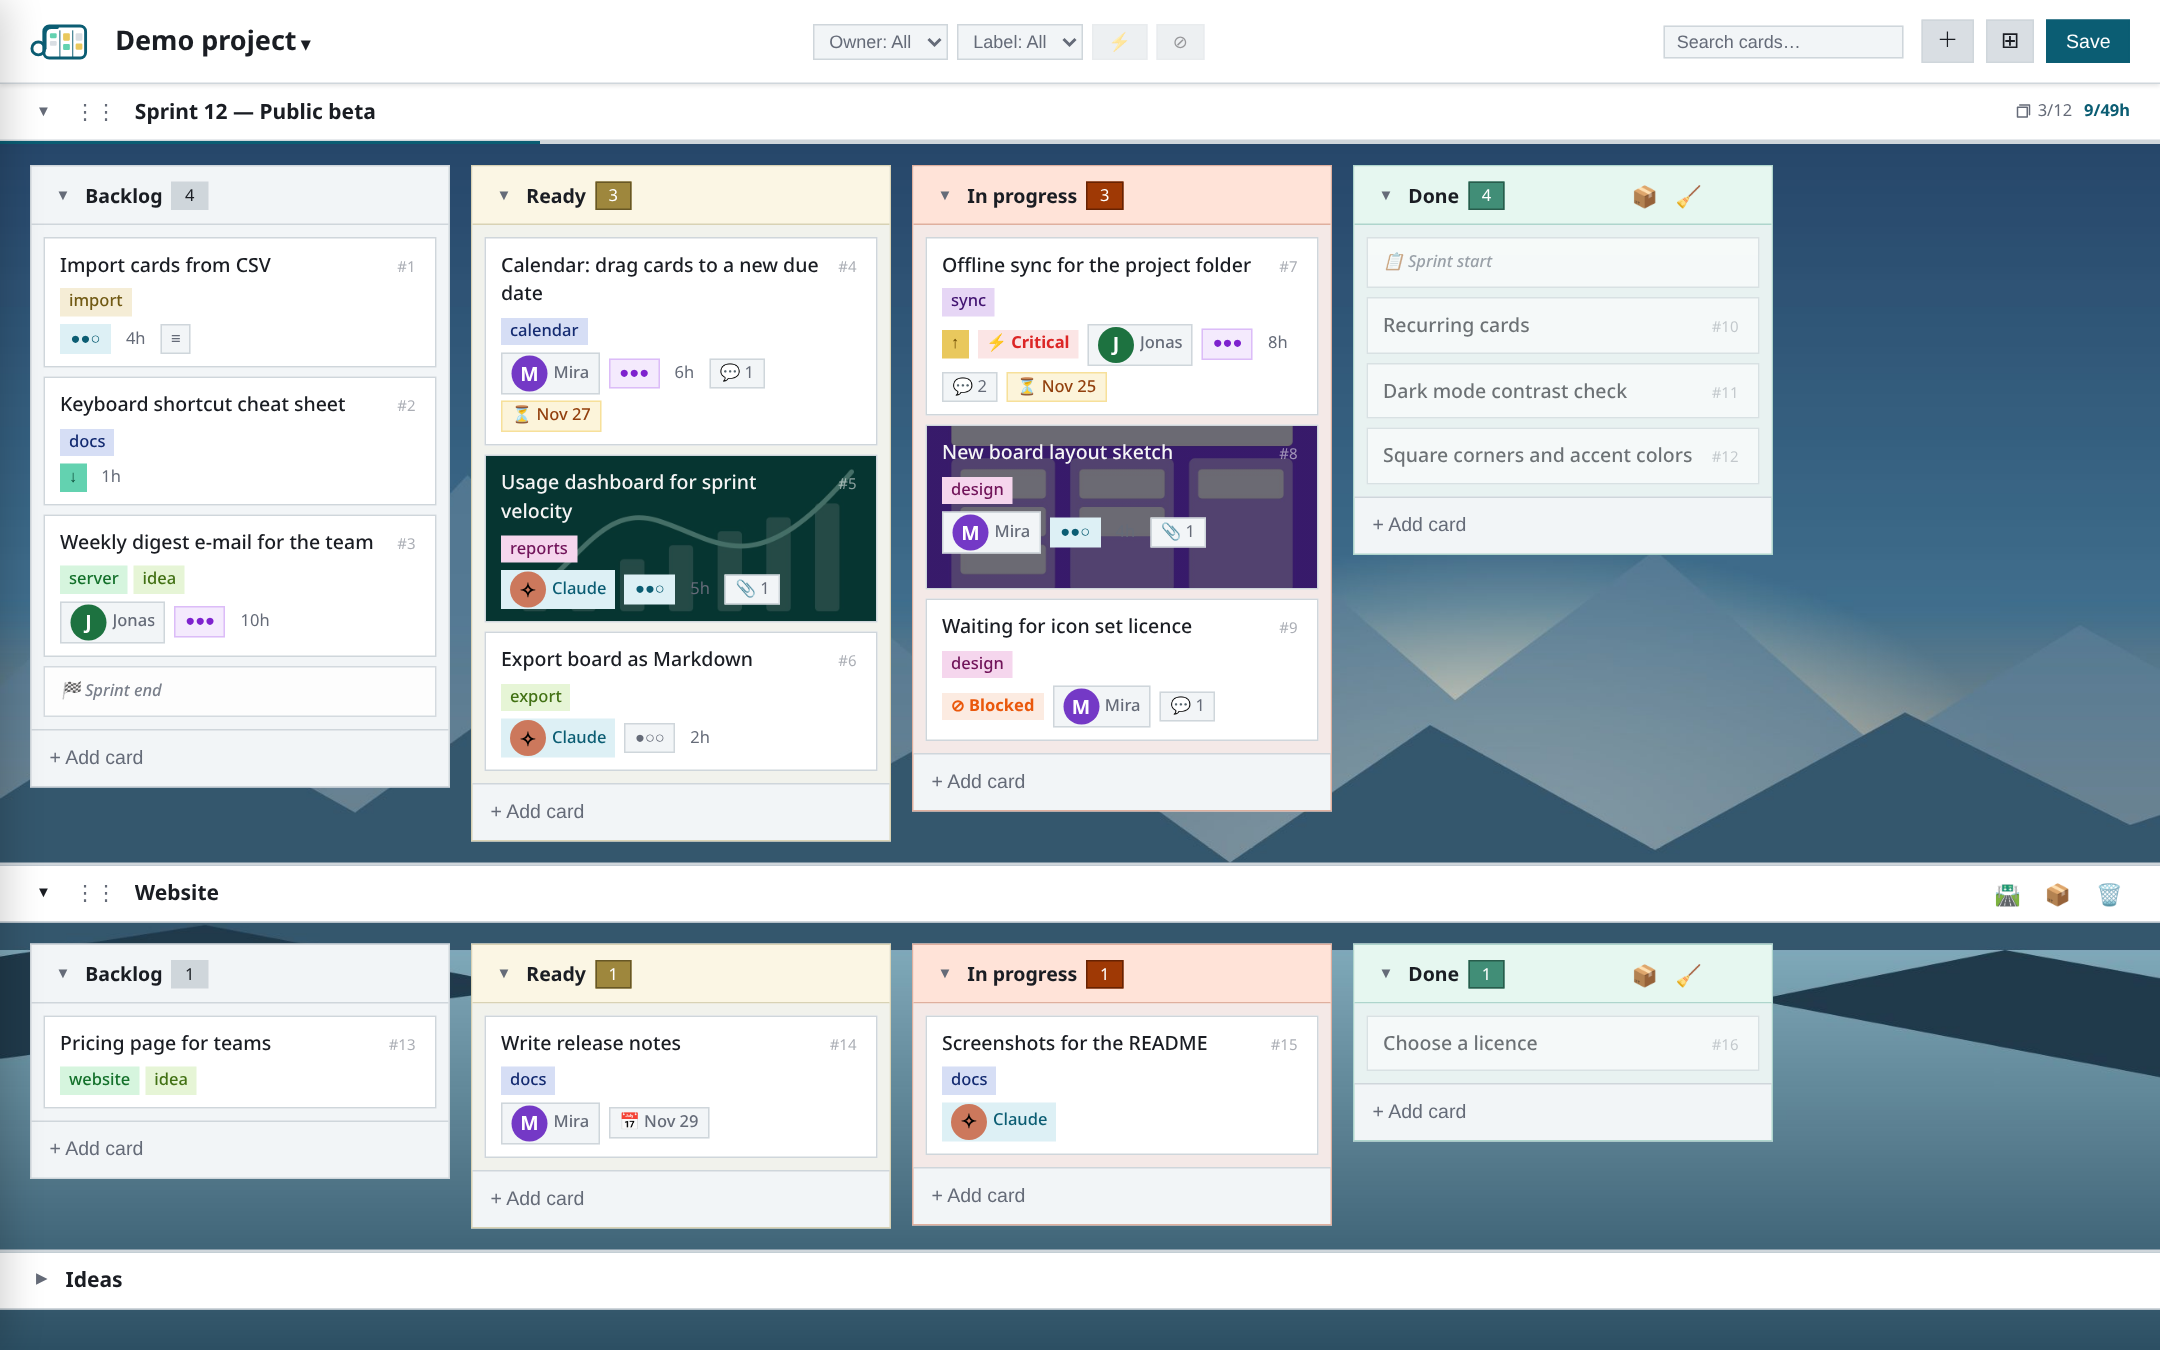 Demo project ▾
Owner: All
Label: All
⚡
⊘
Search cards…
＋
⊞
Save
▼ ⋮⋮ Sprint 12 — Public beta
3/12 9/49h
▼ Backlog 4
Import cards from CSV #1
import
●●○ 4h ≡
Keyboard shortcut cheat sheet #2
docs
↓ 1h
Weekly digest e-mail for the team #3
server idea
J Jonas ●●● 10h
🏁 Sprint end
+ Add card
▼ Ready 3
Calendar: drag cards to a new due #4
date
calendar
M Mira ●●● 6h 💬 1
⏳ Nov 27
Usage dashboard for sprint #5
velocity
reports
✧ Claude ●●○ 5h 📎 1
Export board as Markdown #6
export
✧ Claude ●○○ 2h
+ Add card
▼ In progress 3
Offline sync for the project folder #7
sync
↑ ⚡ Critical J Jonas ●●● 8h
💬 2 ⏳ Nov 25
New board layout sketch #8
design
M Mira ●●○ 📎 1
Waiting for icon set licence #9
design
⊘ Blocked M Mira 💬 1
+ Add card
▼ Done 4 📦 🧹
📋 Sprint start
Recurring cards #10
Dark mode contrast check #11
Square corners and accent colors #12
+ Add card
▼ ⋮⋮ Website
🛣️ 📦 🗑️
▼ Backlog 1
Pricing page for teams #13
website idea
+ Add card
▼ Ready 1
Write release notes #14
docs
M Mira 📅 Nov 29
+ Add card
▼ In progress 1
Screenshots for the README #15
docs
✧ Claude
+ Add card
▼ Done 1 📦 🧹
Choose a licence #16
+ Add card
▶ Ideas